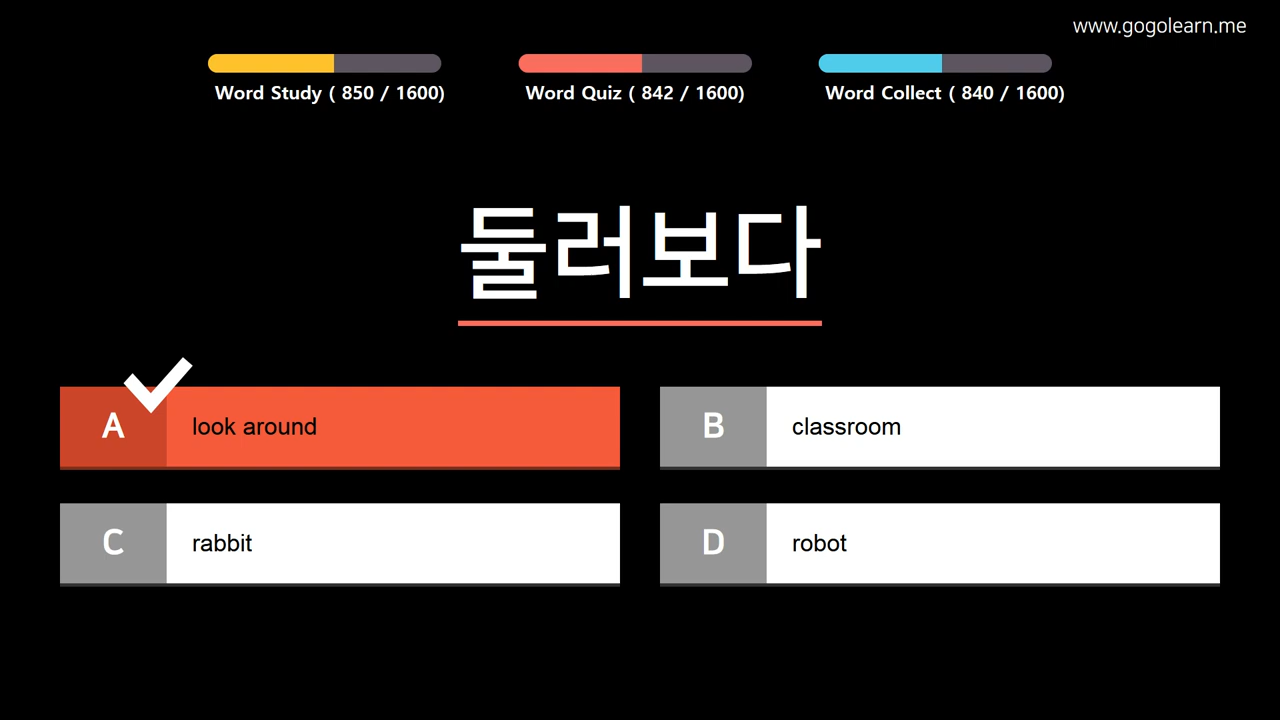 www.gogolearn.me
Word Study ( 850 / 1600)
Word Quiz ( 842 / 1600)
Word Collect ( 840 / 1600)
둘러보다
A look around
B classroom
C rabbit
D robot